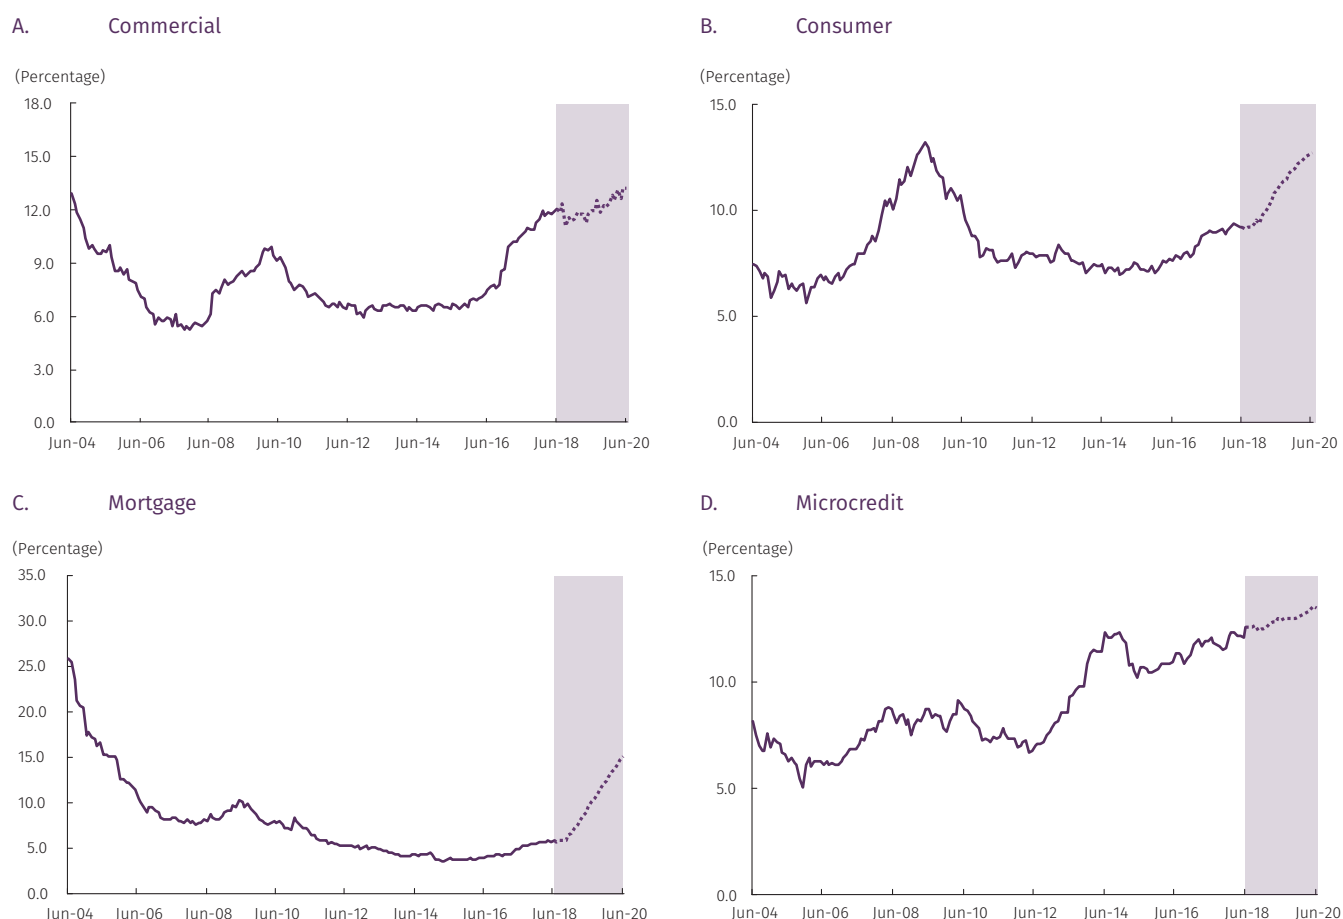 A. Commercial
(Percentage)
18.0
15.0
12.0
9.0
6.0
3.0
0.0
Jun-04 Jun-06 Jun-08 Jun-10 Jun-12 Jun-14 Jun-16 Jun-18 Jun-20
B. Consumer
(Percentage)
15.0
10.0
5.0
0.0
Jun-04 Jun-06 Jun-08 Jun-10 Jun-12 Jun-14 Jun-16 Jun-18 Jun-20
C. Mortgage
(Percentage)
35.0
30.0
25.0
20.0
15.0
10.0
5.0
0.0
Jun-04 Jun-06 Jun-08 Jun-10 Jun-12 Jun-14 Jun-16 Jun-18 Jun-20
D. Microcredit
(Percentage)
15.0
10.0
5.0
0.0
Jun-04 Jun-06 Jun-08 Jun-10 Jun-12 Jun-14 Jun-16 Jun-18 Jun-20